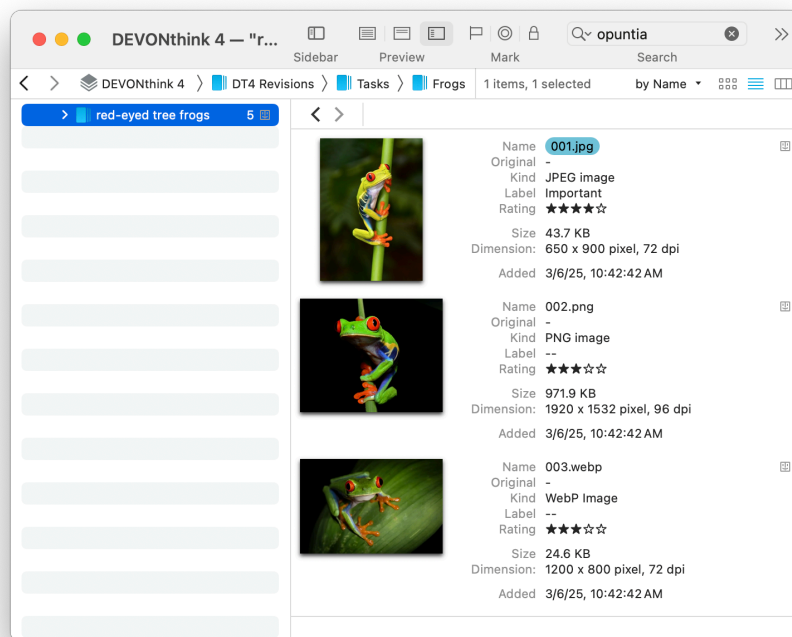 DEVONthink 4 — "r...
opuntia
Sidebar Preview Mark Search
DEVONthink 4 DT4 Revisions Tasks Frogs 1 items, 1 selected by Name
red-eyed tree frogs 5
Name 001.jpg
Original -
Kind JPEG image
Label Important
Rating ★★★★☆
Size 43.7 KB
Dimension: 650 x 900 pixel, 72 dpi
Added 3/6/25, 10:42:42 AM
Name 002.png
Original -
Kind PNG image
Label --
Rating ★★★☆☆
Size 971.9 KB
Dimension: 1920 x 1532 pixel, 96 dpi
Added 3/6/25, 10:42:42 AM
Name 003.webp
Original -
Kind WebP Image
Label --
Rating ★★★☆☆
Size 24.6 KB
Dimension: 1200 x 800 pixel, 72 dpi
Added 3/6/25, 10:42:42 AM